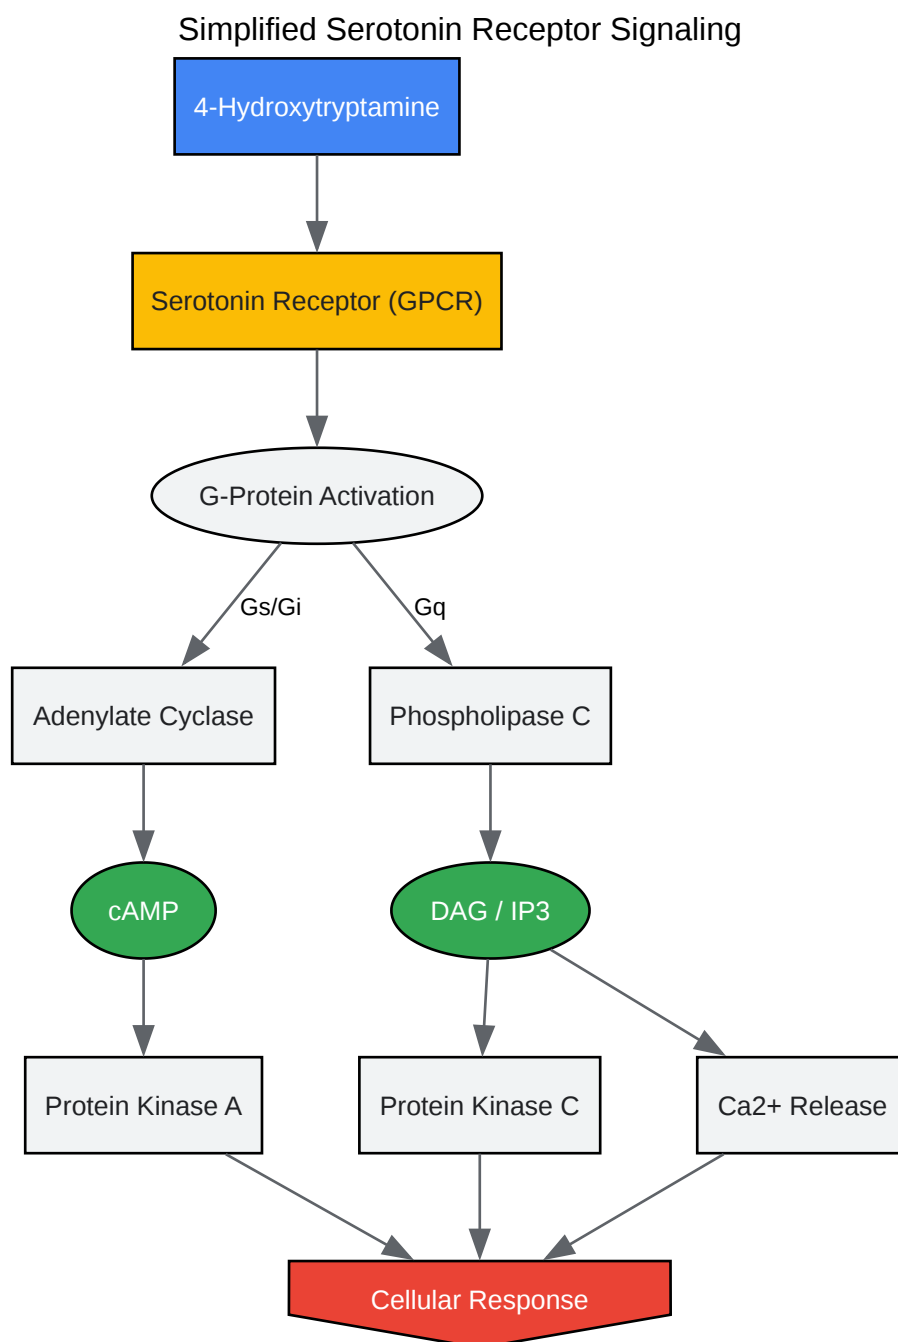 Simplified Serotonin Receptor Signaling
4-Hydroxytryptamine
Serotonin Receptor (GPCR)
G-Protein Activation
Gs/Gi
Gq
Adenylate Cyclase
Phospholipase C
cAMP
DAG / IP3
Protein Kinase A
Protein Kinase C
Ca2+ Release
Cellular Response